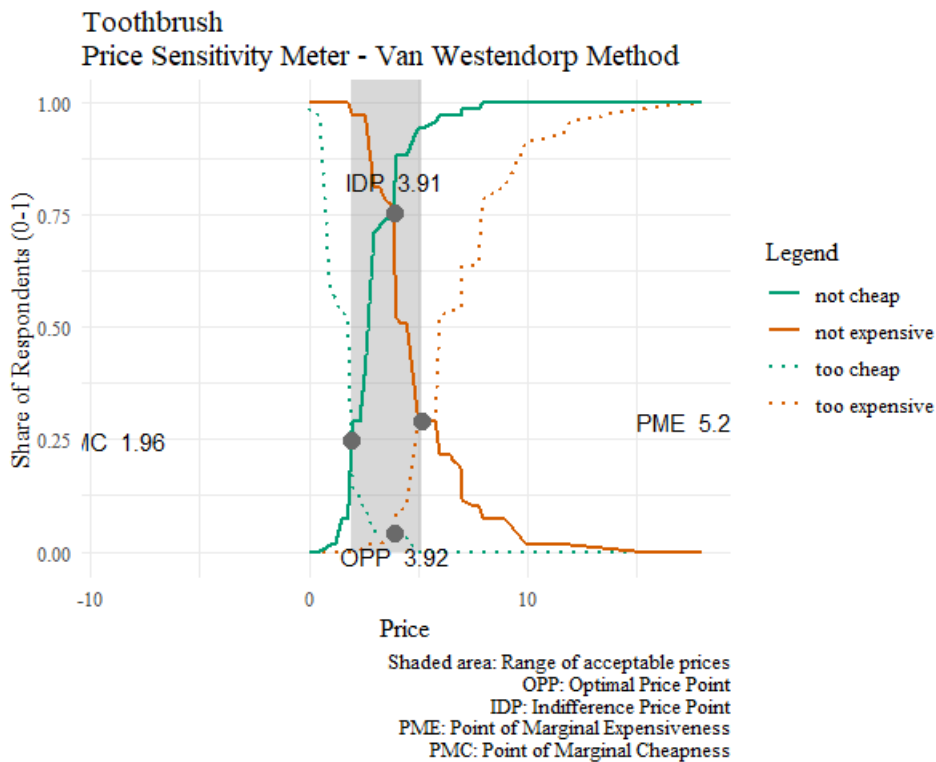 Toothbrush
Price Sensitivity Meter - Van Westendorp Method
Share of Respondents (0-1)
1.00
0.75
0.50
0.25
0.00
IDP 3.91
MC 1.96
PME 5.2
OPP 3.92
-10
0
10
Price
Legend
not cheap
not expensive
too cheap
too expensive
Shaded area: Range of acceptable prices
OPP: Optimal Price Point
IDP: Indifference Price Point
PME: Point of Marginal Expensiveness
PMC: Point of Marginal Cheapness